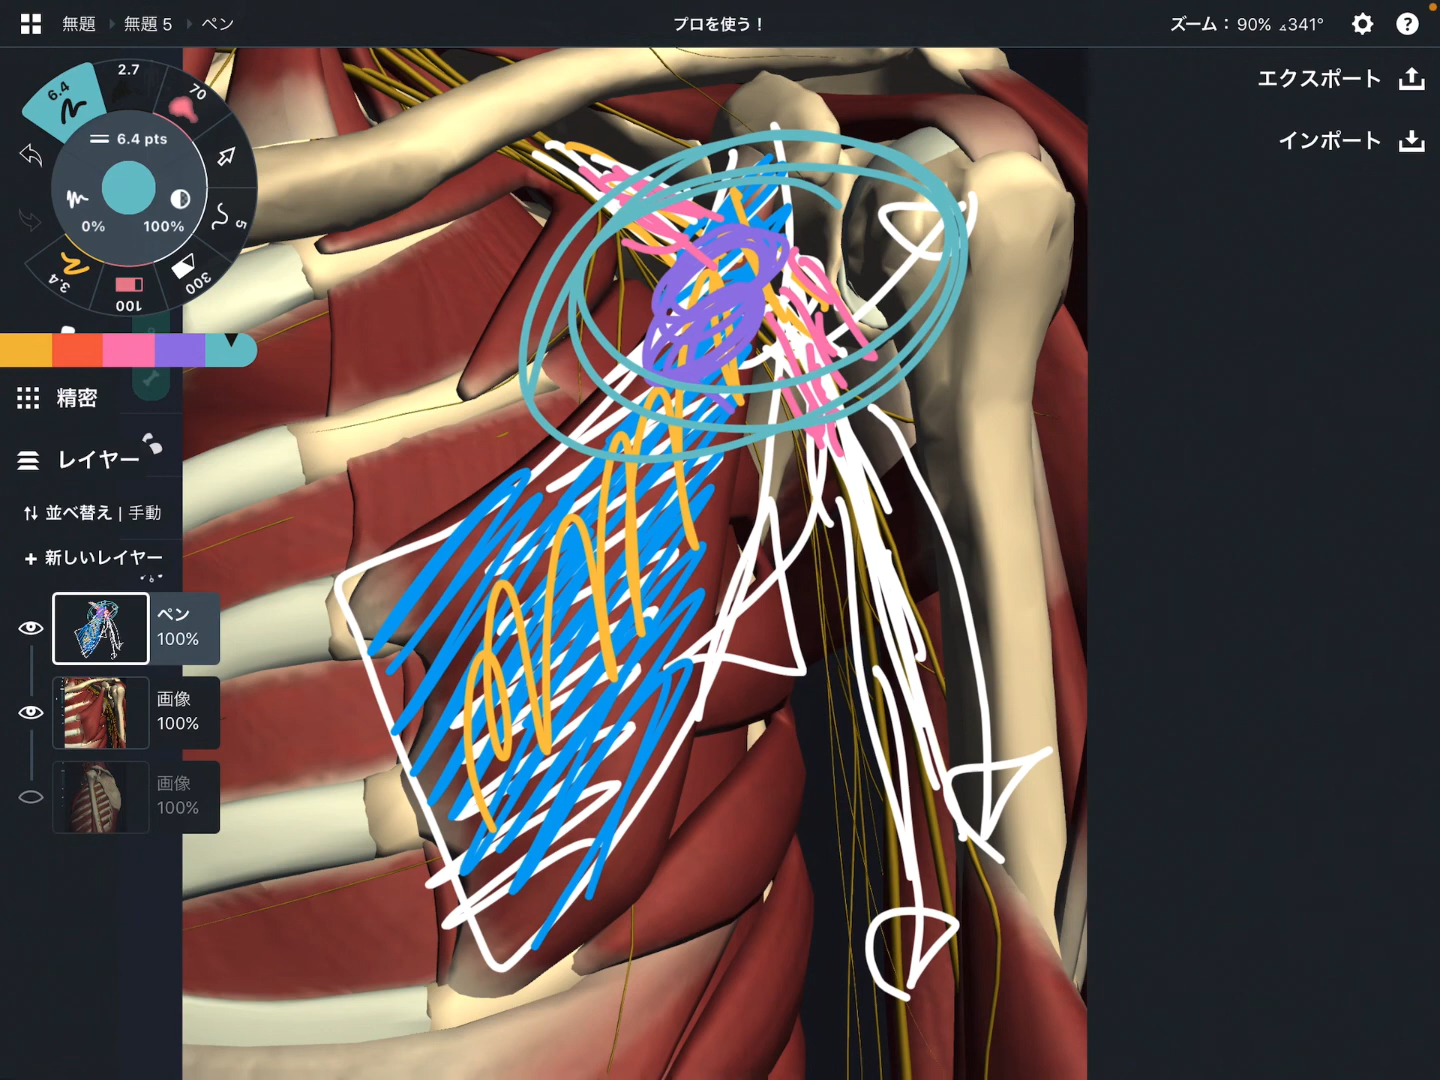 無題 無題 5 ペン
プロを使う！
ズーム： 90% ⊿341°
エクスポート
インポート
2.7
6.4
70
6.4 pts
0% 100%
5
3.4
100
300
精密
レイヤー
並べ替え | 手動
+ 新しいレイヤー
ペン
100%
画像
100%
画像
100%